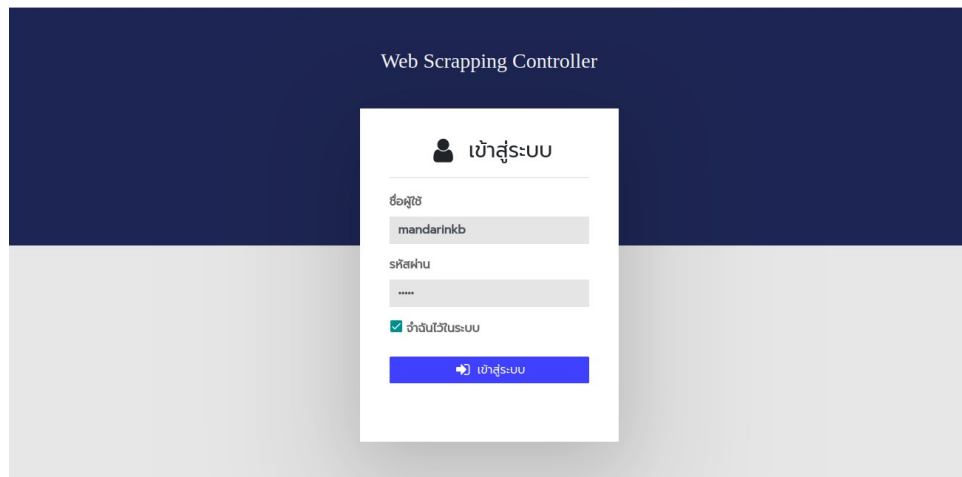 Web Scrapping Controller
เข้าสู่ระบบ
ชื่อผู้ใช้
mandarinkb
รหัสผ่าน
•••••
จำฉันไว้ในระบบ
เข้าสู่ระบบ